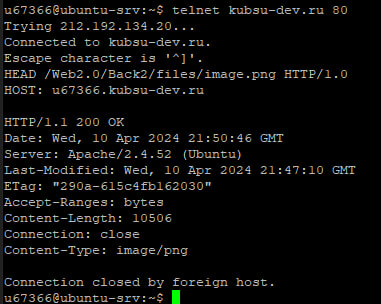 u67366@ubuntu-srv:~$ telnet kubsu-dev.ru 80
Trying 212.192.134.20...
Connected to kubsu-dev.ru.
Escape character is '^]'.
HEAD /Web2.0/Back2/files/image.png HTTP/1.0
HOST: u67366.kubsu-dev.ru
HTTP/1.1 200 OK
Date: Wed, 10 Apr 2024 21:50:46 GMT
Server: Apache/2.4.52 (Ubuntu)
Last-Modified: Wed, 10 Apr 2024 21:47:10 GMT
ETag: "290a-615c4fb162030"
Accept-Ranges: bytes
Content-Length: 10506
Connection: close
Content-Type: image/png
Connection closed by foreign host.
u67366@ubuntu-srv:~$